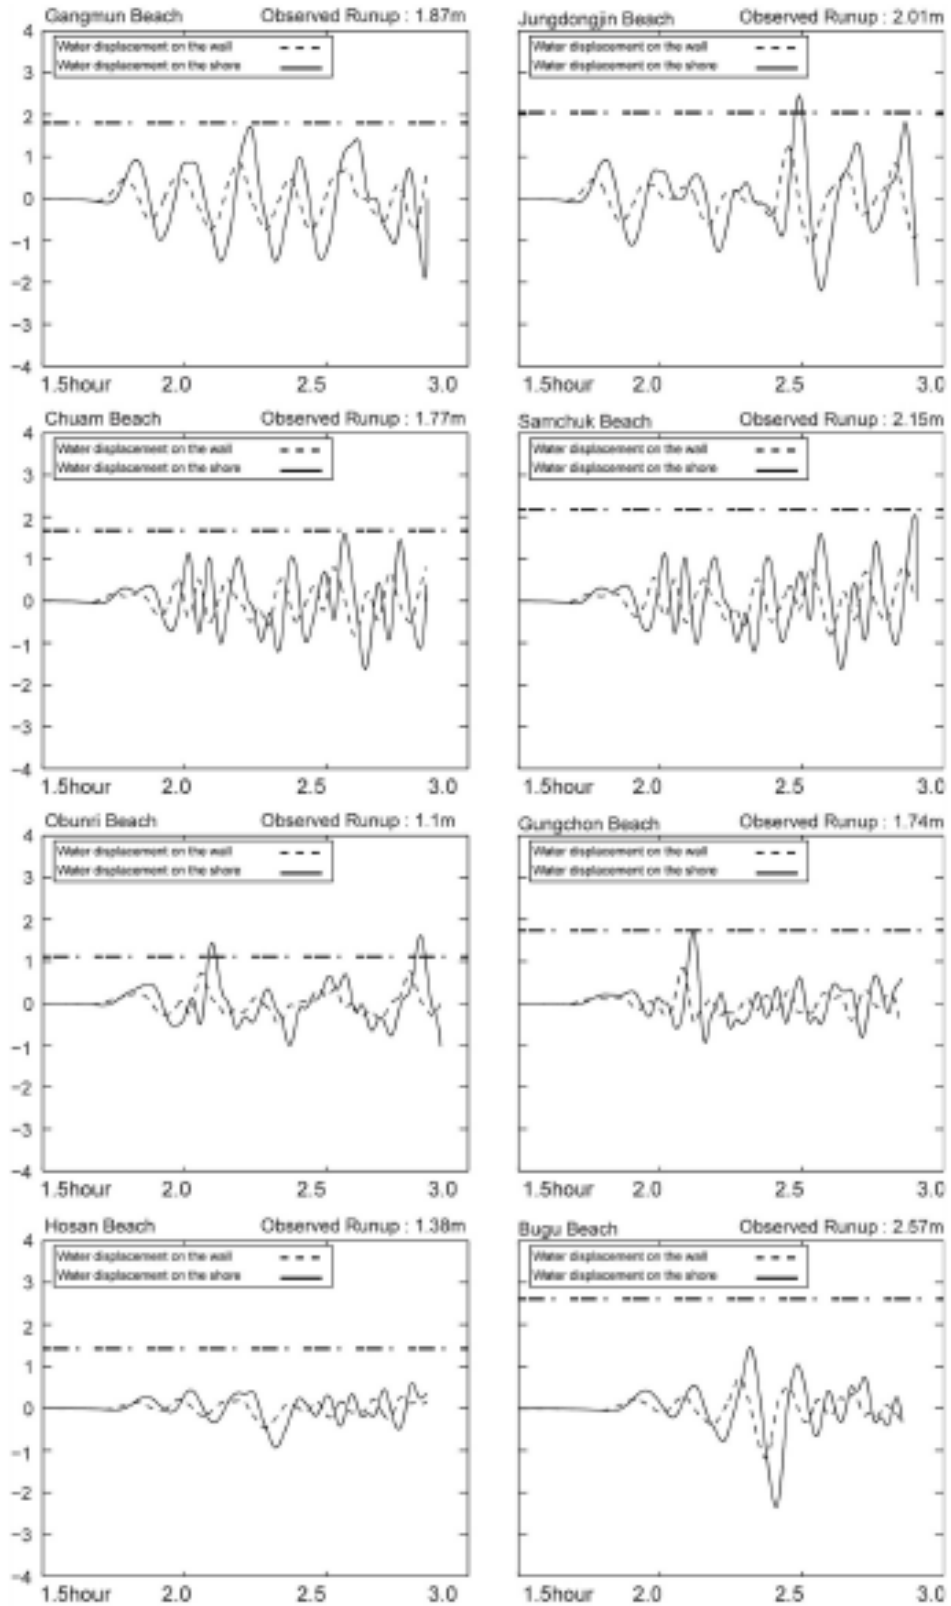 Gangmun Beach Observed Runup : 1.87m
Water displacement on the wall
Water displacement on the shore
4
3
2
1
0
−1
−2
−3
−4
1.5hour 2.0 2.5 3.0
Jungdongjin Beach Observed Runup : 2.01m
Water displacement on the wall
Water displacement on the shore
1.5hour 2.0 2.5 3.0
Chuam Beach Observed Runup : 1.77m
Water displacement on the wall
Water displacement on the shore
4
3
2
1
0
−1
−2
−3
−4
1.5hour 2.0 2.5 3.0
Samchuk Beach Observed Runup : 2.15m
Water displacement on the wall
Water displacement on the shore
1.5hour 2.0 2.5 3.0
Obunri Beach Observed Runup : 1.1m
Water displacement on the wall
Water displacement on the shore
4
3
2
1
0
−1
−2
−3
−4
1.5hour 2.0 2.5 3.0
Gungchon Beach Observed Runup : 1.74m
Water displacement on the wall
Water displacement on the shore
1.5hour 2.0 2.5 3.0
Hosan Beach Observed Runup : 1.38m
Water displacement on the wall
Water displacement on the shore
4
3
2
1
0
−1
−2
−3
−4
1.5hour 2.0 2.5 3.0
Bugu Beach Observed Runup : 2.57m
Water displacement on the wall
Water displacement on the shore
1.5hour 2.0 2.5 3.0